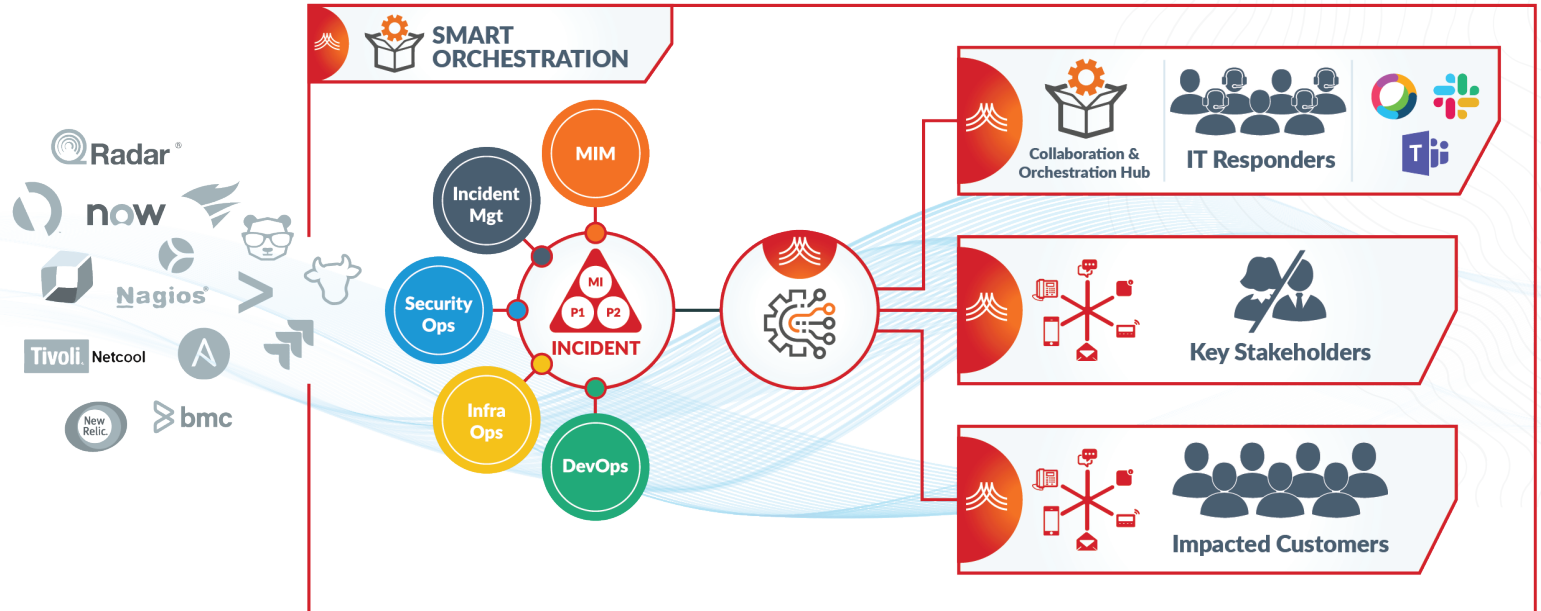 SMART
ORCHESTRATION
QRadar®
now
Nagios®
Tivoli. Netcool
New
Relic.
bmc
MIM
Incident
Mgt
Security
Ops
Infra
Ops
DevOps
MI
P1 P2
INCIDENT
Collaboration &
Orchestration Hub
IT Responders
T
Key Stakeholders
Impacted Customers